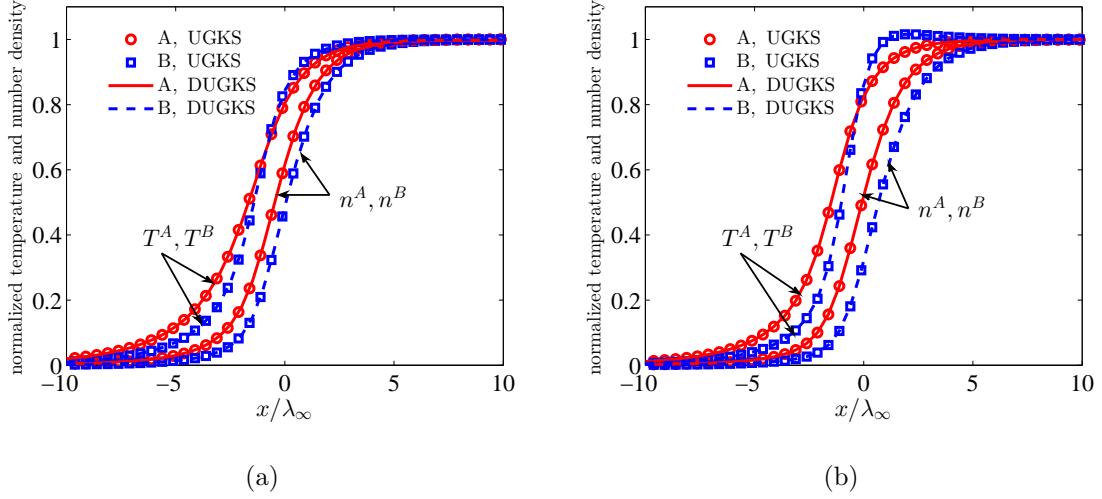 normalized temperature and number density
1
0.8
0.6
0.4
0.2
0
A, UGKS
B, UGKS
A, DUGKS
B, DUGKS
n^A, n^B
T^A, T^B
−10 −5 0 5 10
x/λ∞
(a)
normalized temperature and number density
1
0.8
0.6
0.4
0.2
0
A, UGKS
B, UGKS
A, DUGKS
B, DUGKS
n^A, n^B
T^A, T^B
−10 −5 0 5 10
x/λ∞
(b)